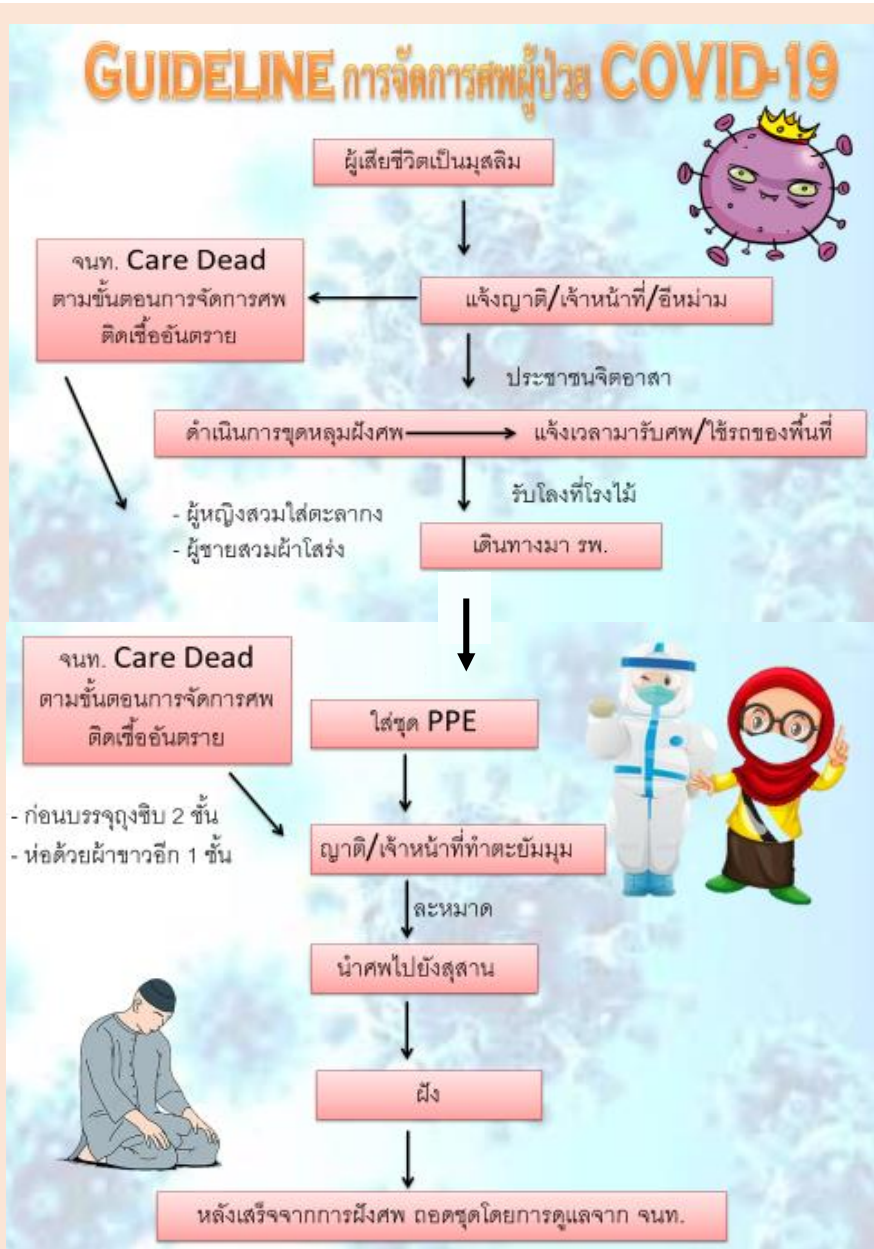 GUIDELINE การจัดการศพผู้ป่วย COVID-19
ผู้เสียชีวิตเป็นมุสลิม
จนท. Care Dead
ตามขั้นตอนการจัดการศพ
ติดเชื้ออันตราย
แจ้งญาติ/เจ้าหน้าที่/อีหม่าม
ประชาชนจิตอาสา
ดำเนินการขุดหลุมฝังศพ
แจ้งเวลามารับศพ/ใช้รถของพื้นที่
- ผู้หญิงสวมใส่ตะลากง
- ผู้ชายสวมผ้าโสร่ง
รับโลงที่โรงไม้
เดินทางมา รพ.
จนท. Care Dead
ตามขั้นตอนการจัดการศพ
ติดเชื้ออันตราย
ใส่ชุด PPE
- ก่อนบรรจุถุงซิบ 2 ชั้น
- ห่อด้วยผ้าขาวอีก 1 ชั้น
ญาติ/เจ้าหน้าที่ทำตะยัมมุม
ละหมาด
นำศพไปยังสุสาน
ฝัง
หลังเสร็จจากการฝังศพ ถอดชุดโดยการดูแลจาก จนท.